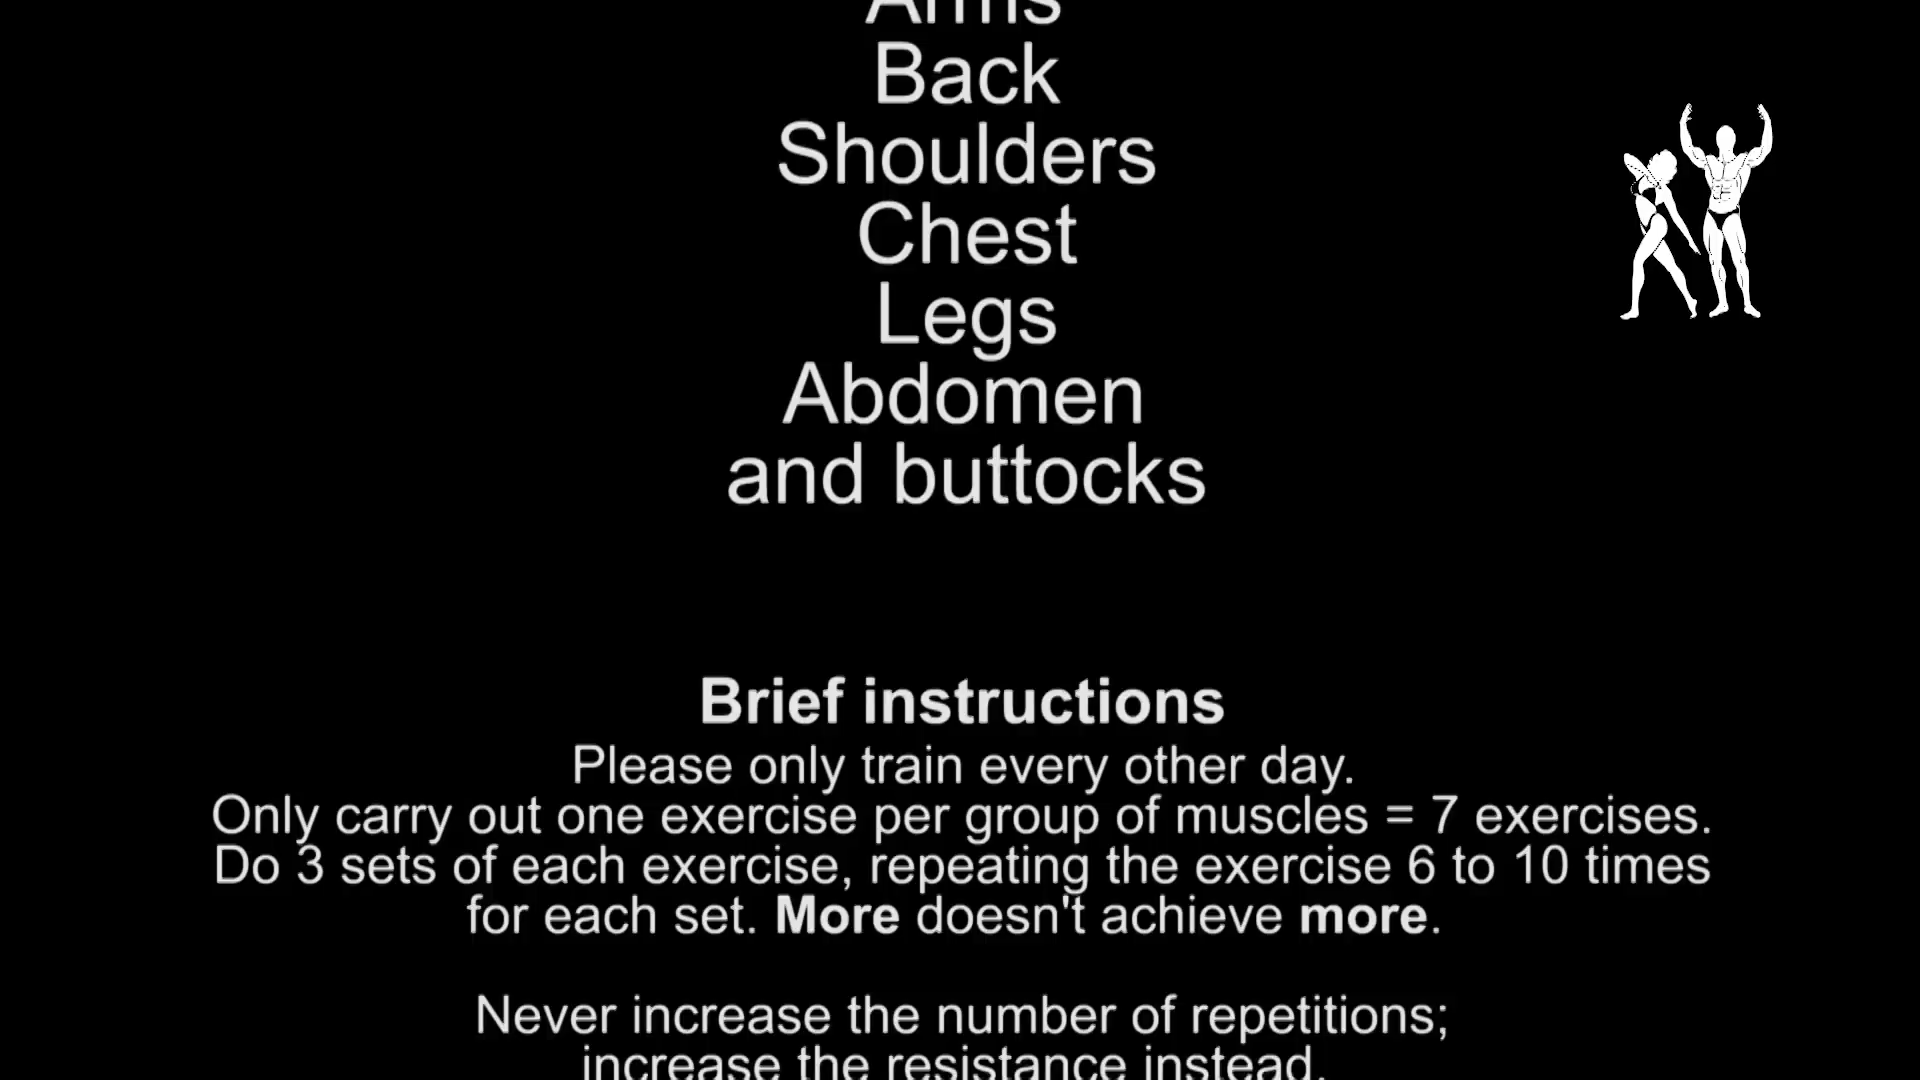 Arms
Back
Shoulders
Chest
Legs
Abdomen
and buttocks
Brief instructions
Please only train every other day.
Only carry out one exercise per group of muscles = 7 exercises.
Do 3 sets of each exercise, repeating the exercise 6 to 10 times
for each set. More doesn't achieve more.
Never increase the number of repetitions;
increase the resistance instead.